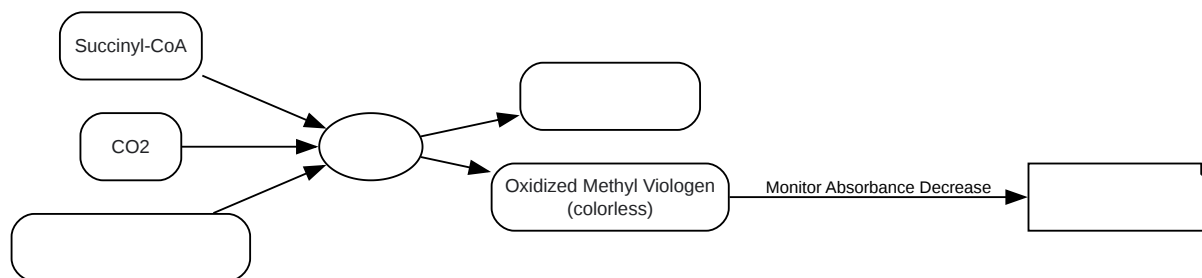 Succinyl-CoA
CO2
Oxidized Methyl Viologen
(colorless)
Monitor Absorbance Decrease